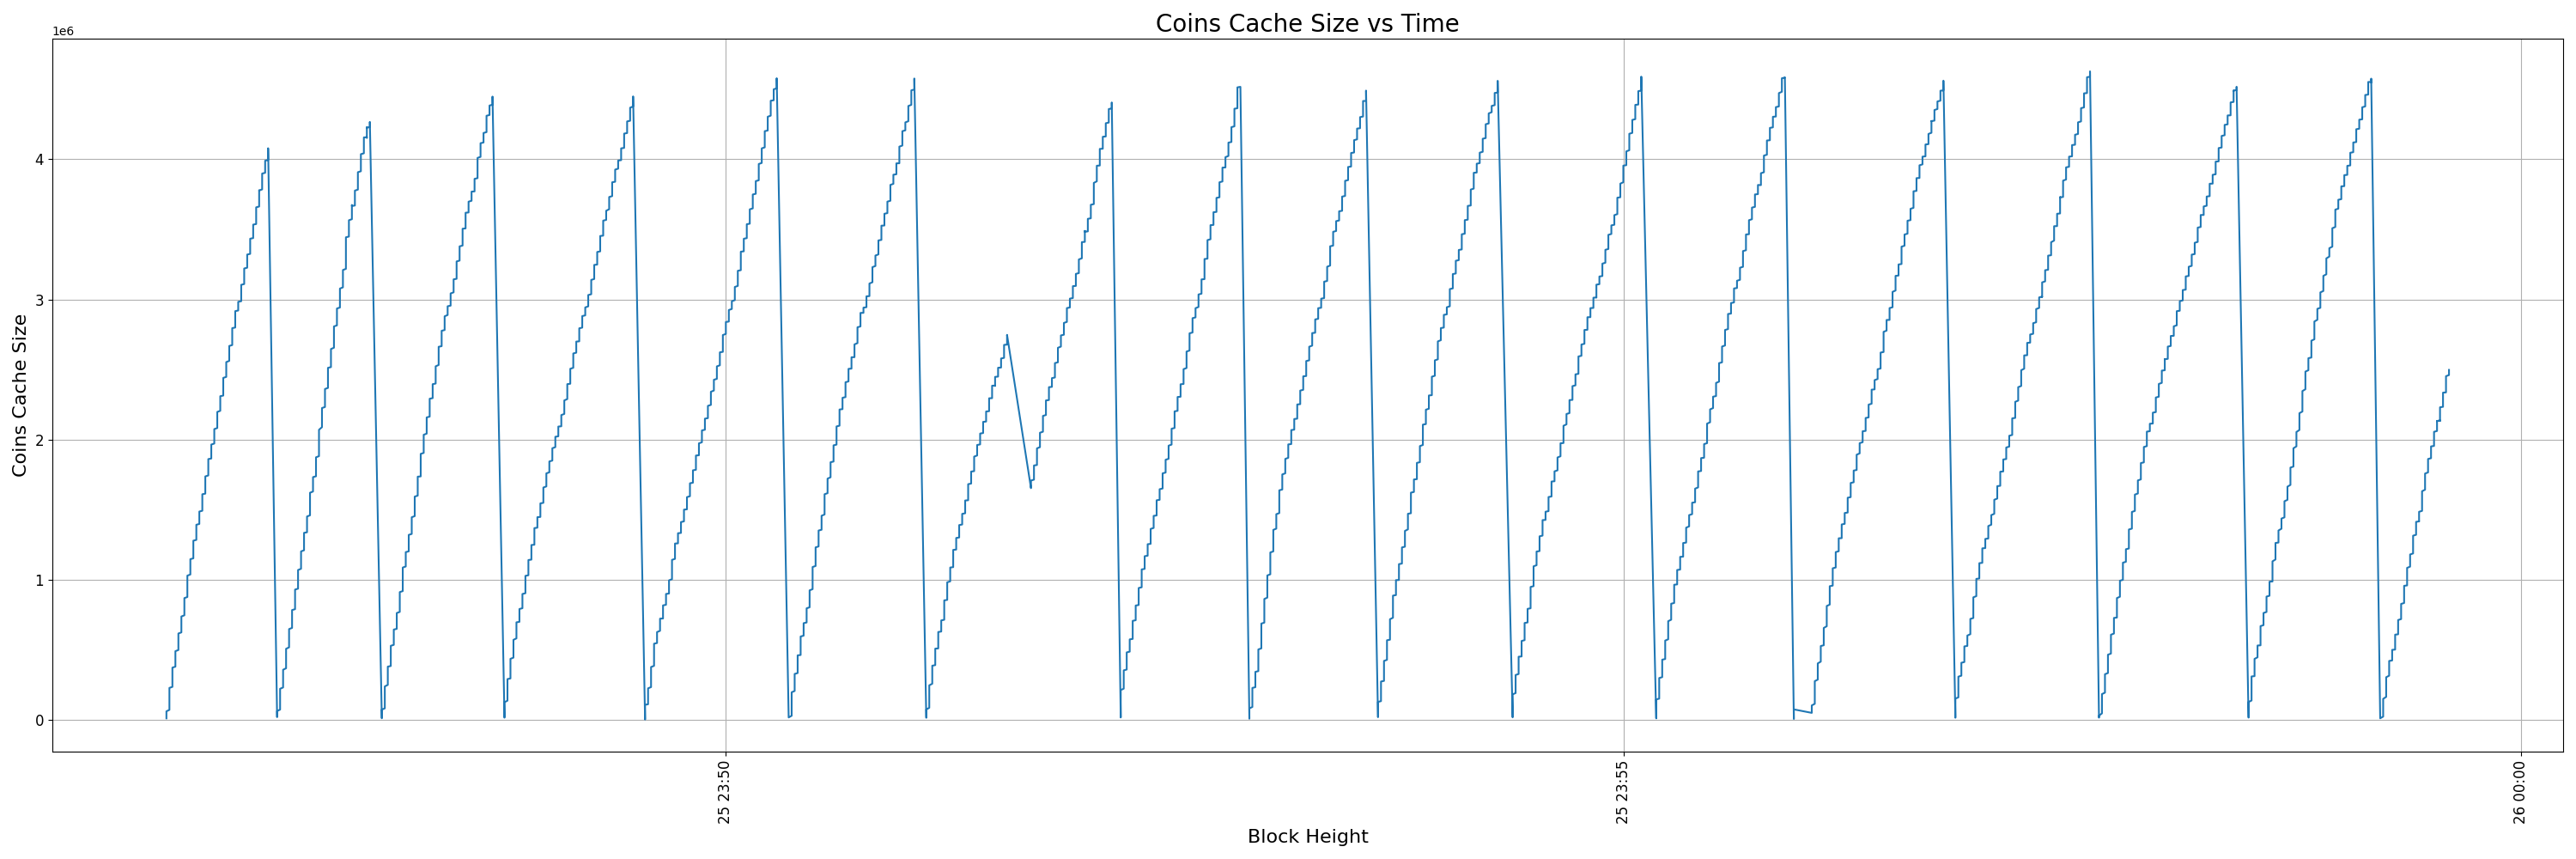 Coins Cache Size vs Time
1e6
4
3
2
1
0
Coins Cache Size
25 23:50
25 23:55
26 00:00
Block Height